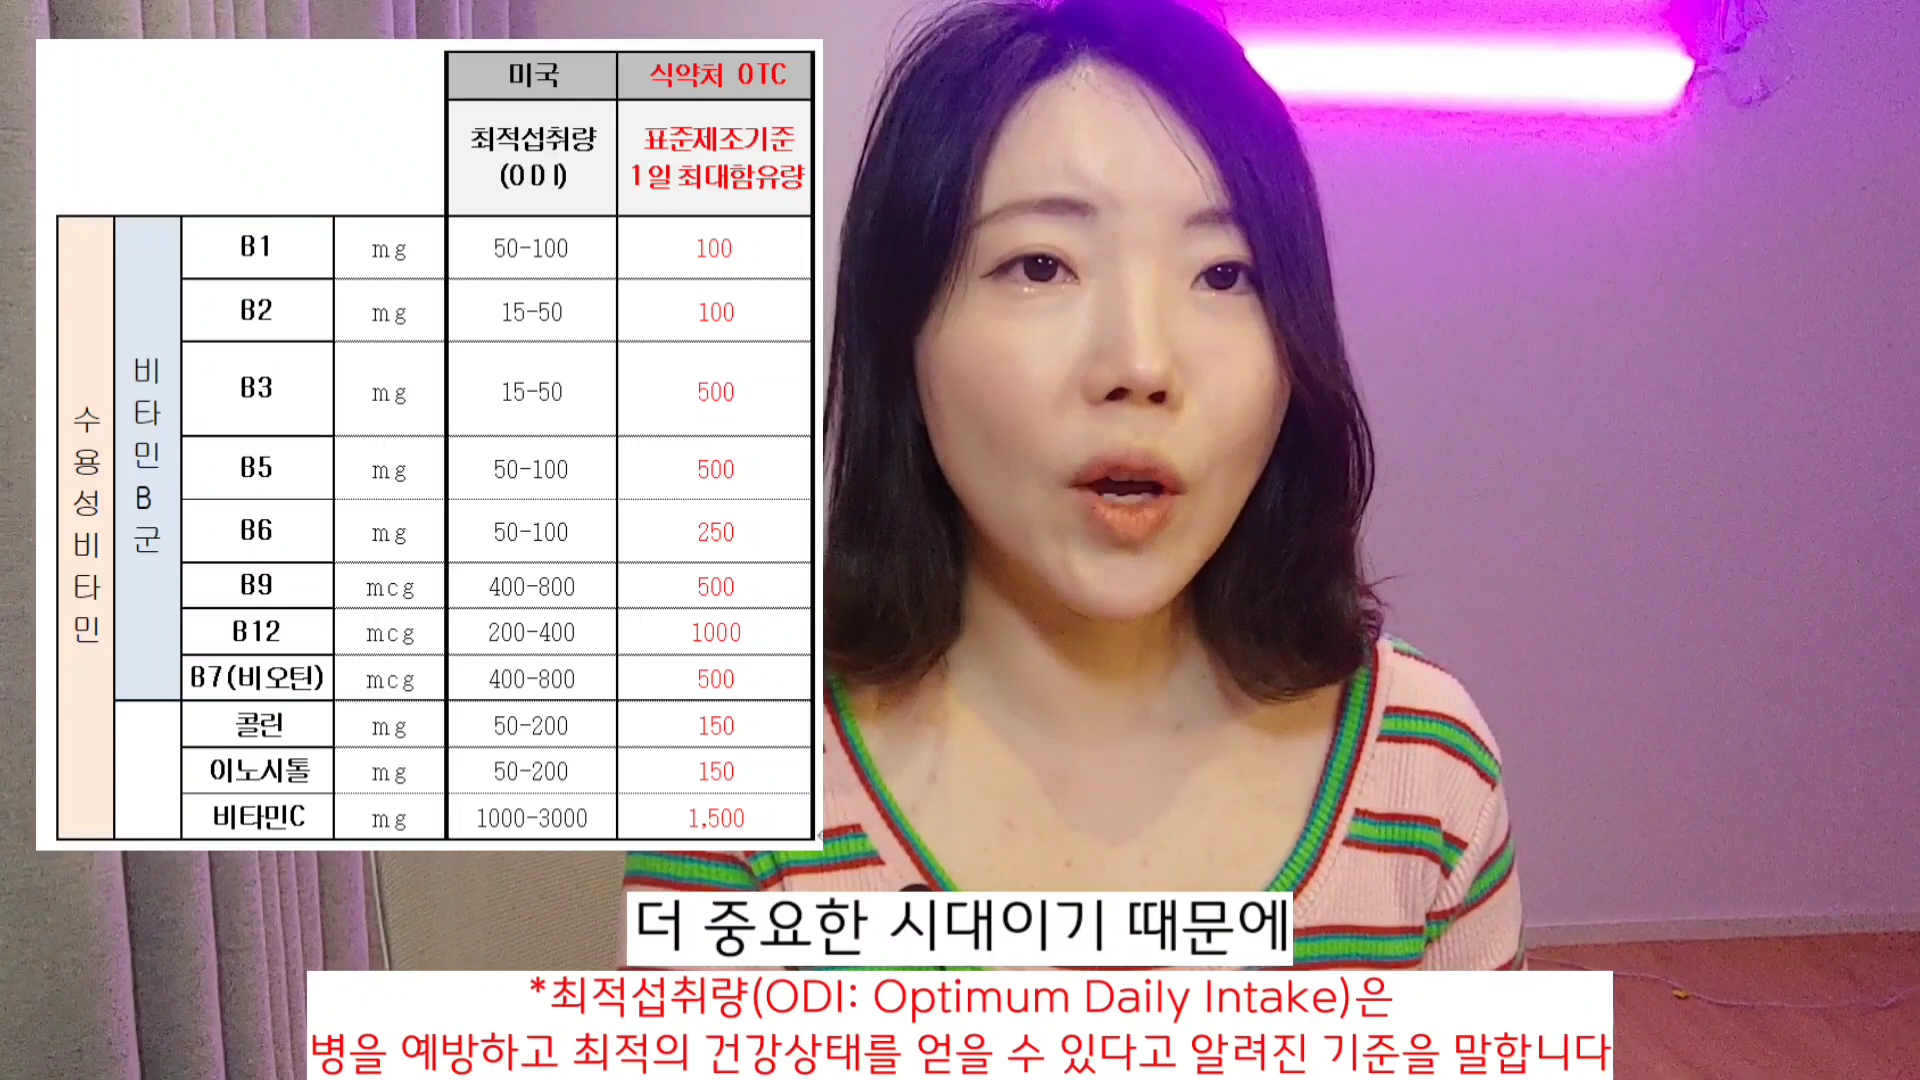 미국 식약처 OTC
최적섭취량 표준제조기준
(ODI) 1일 최대함유량
수용성비타민
비타민B군
B1 mg 50-100 100
B2 mg 15-50 100
B3 mg 15-50 500
B5 mg 50-100 500
B6 mg 50-100 250
B9 mcg 400-800 500
B12 mcg 200-400 1000
B7(비오틴) mcg 400-800 500
콜린 mg 50-200 150
이노시톨 mg 50-200 150
비타민C mg 1000-3000 1,500
더 중요한 시대이기 때문에
*최적섭취량(ODI: Optimum Daily Intake)은
병을 예방하고 최적의 건강상태를 얻을 수 있다고 알려진 기준을 말합니다